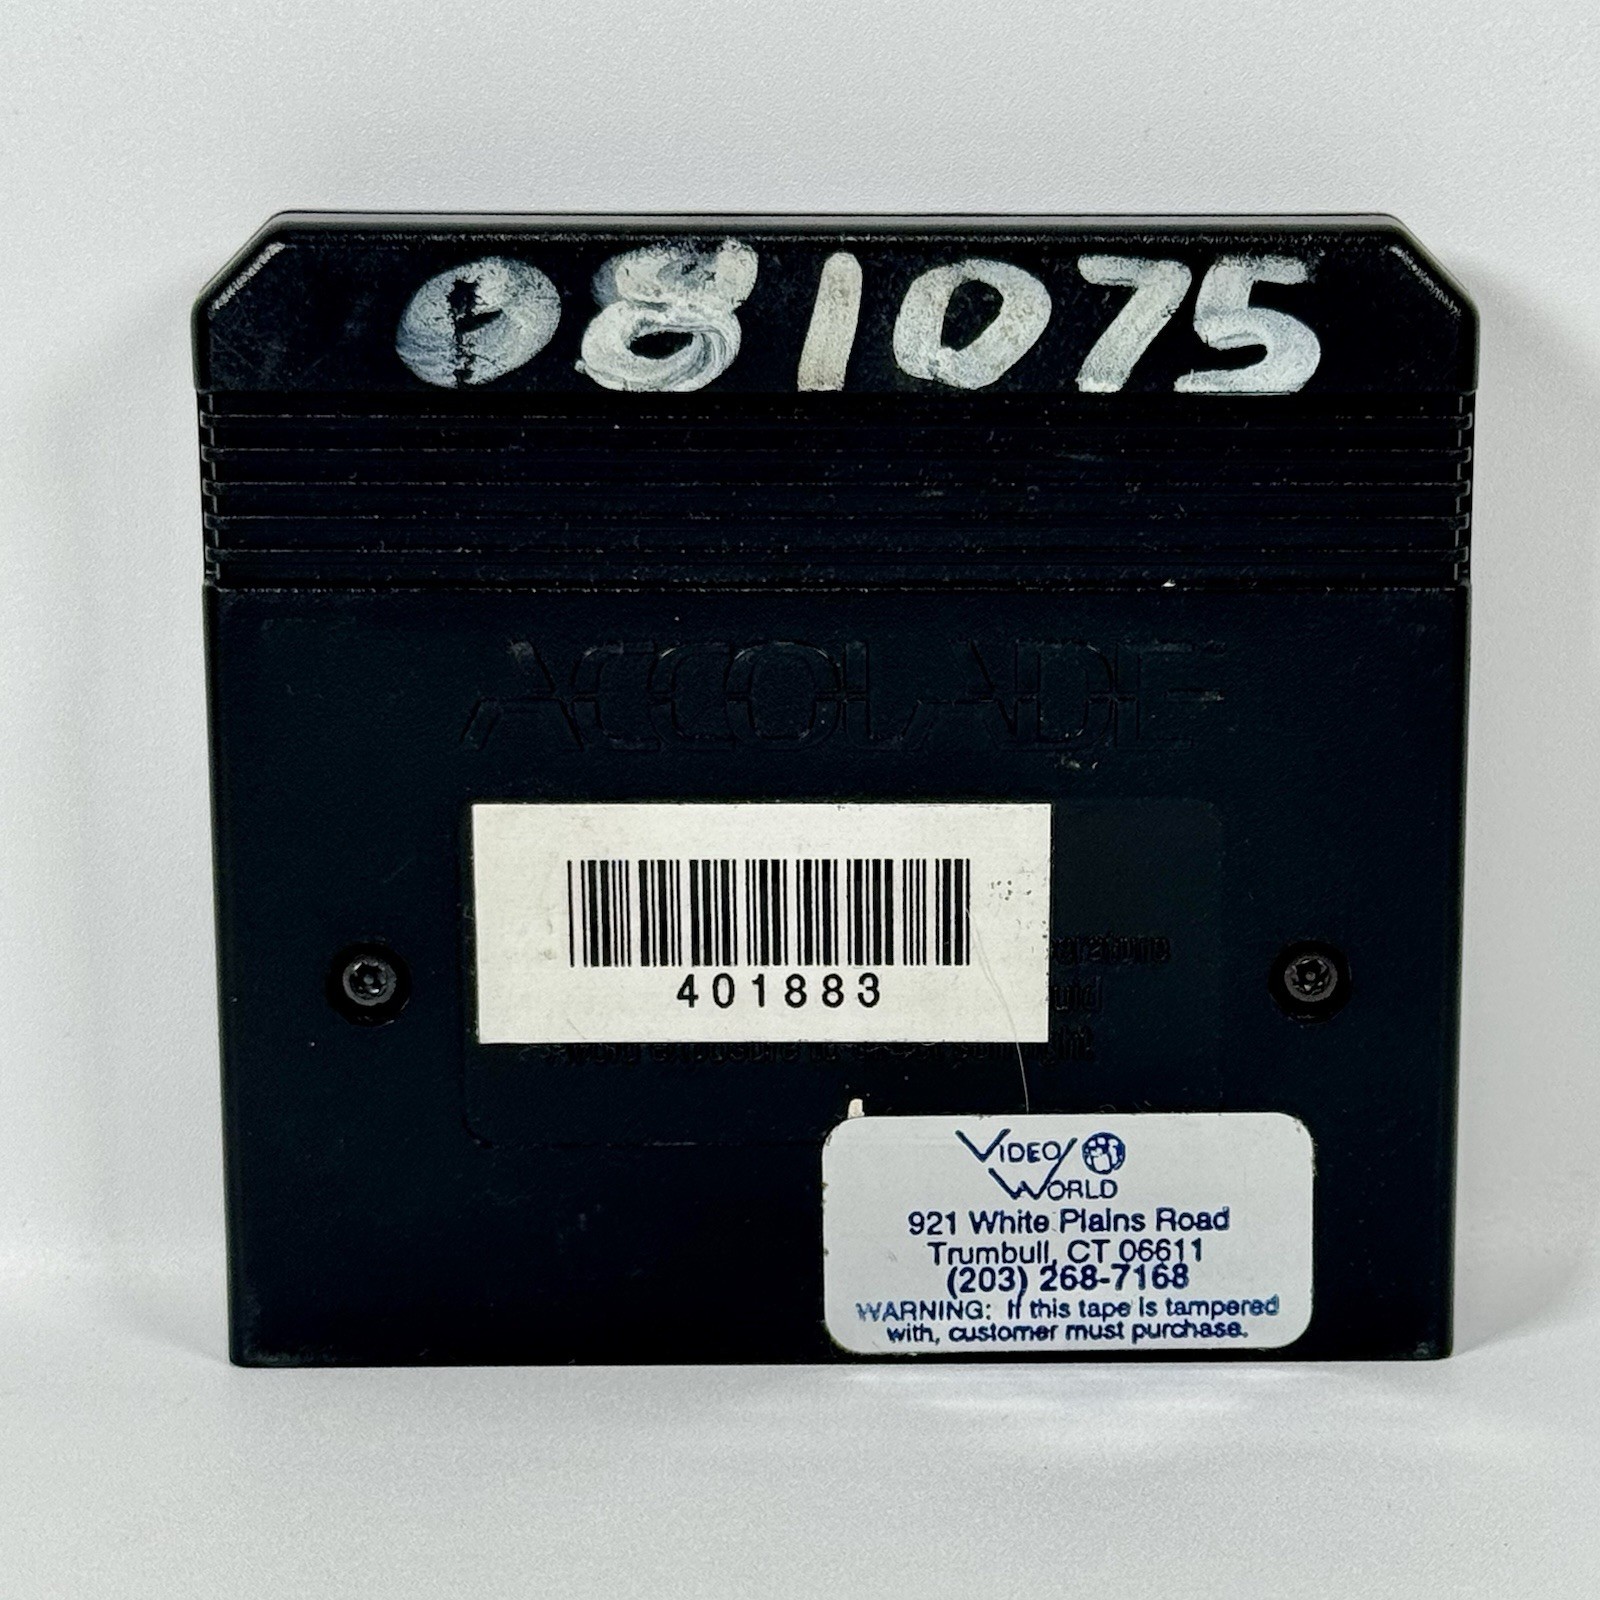 081075
ACCOLADE
401883
VIDEO
WORLD
921 White Plains Road
Trumbull, CT 06611
(203) 268-7168
WARNING: If this tape is tampered
with, customer must purchase.